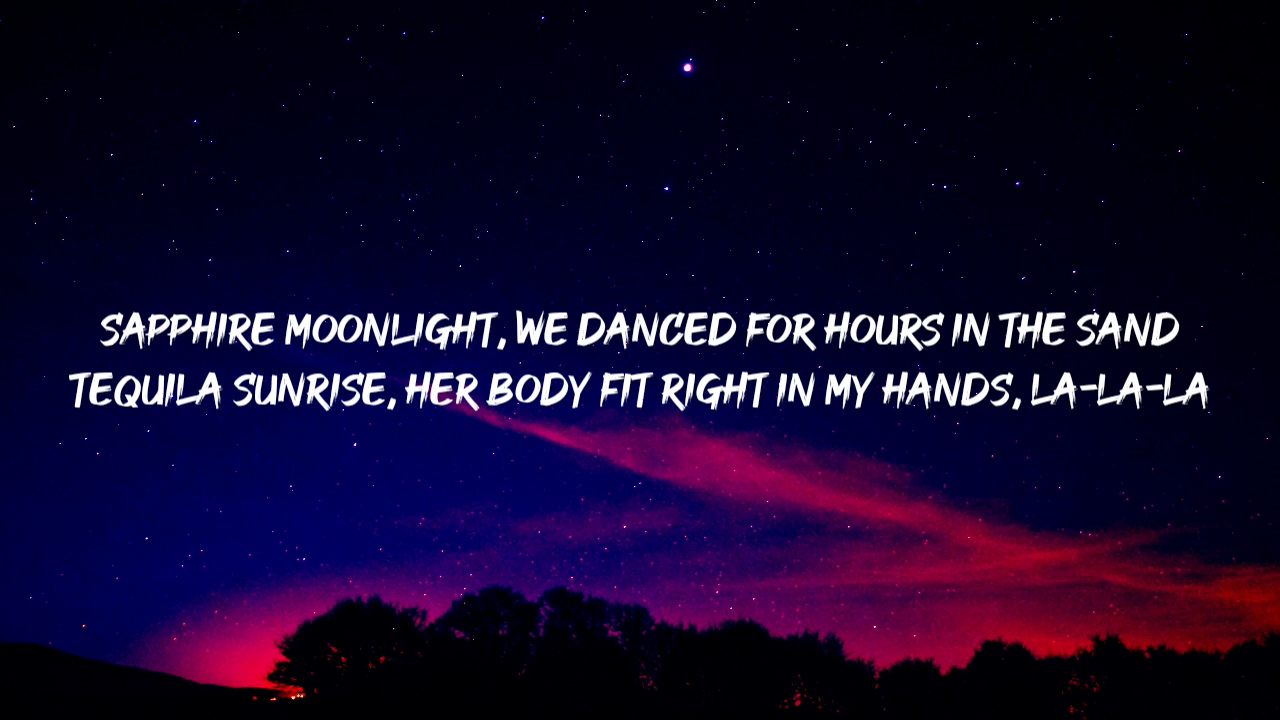 SAPPHIRE MOONLIGHT, WE DANCED FOR HOURS IN THE SAND
TEQUILA SUNRISE, HER BODY FIT RIGHT IN MY HANDS, LA-LA-LA